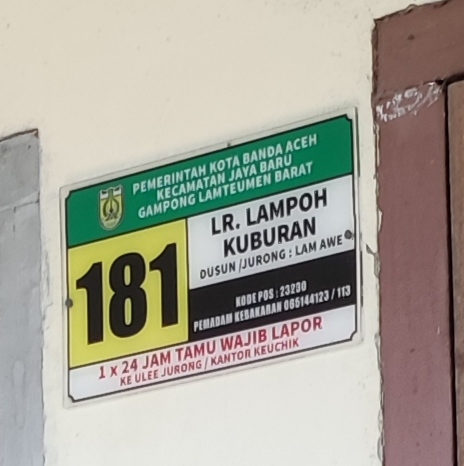 PEMERINTAH KOTA BANDA ACEH
KECAMATAN JAYA BARU
GAMPONG LAMTEUMEN BARAT
181
LR. LAMPOH
KUBURAN
DUSUN /JURONG : LAM AWE
KODE POS : 23230
PEMADAM KEBAKARAN 065144123 / 113
1 x 24 JAM TAMU WAJIB LAPOR
KE ULEE JURONG / KANTOR KEUCHIK